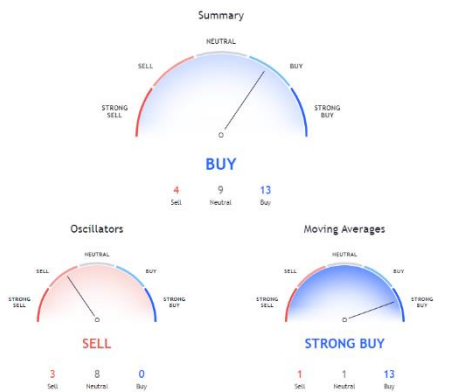 Summary
NEUTRAL
SELL
BUY
STRONG
SELL
STRONG
BUY
BUY
4 9 13
Sell Neutral Buy
Oscillators
NEUTRAL
SELL
BUY
STRONG
SELL
STRONG
BUY
SELL
3 8 0
Sell Neutral Buy
Moving Averages
NEUTRAL
SELL
BUY
STRONG
SELL
STRONG
BUY
STRONG BUY
1 1 13
Sell Neutral Buy